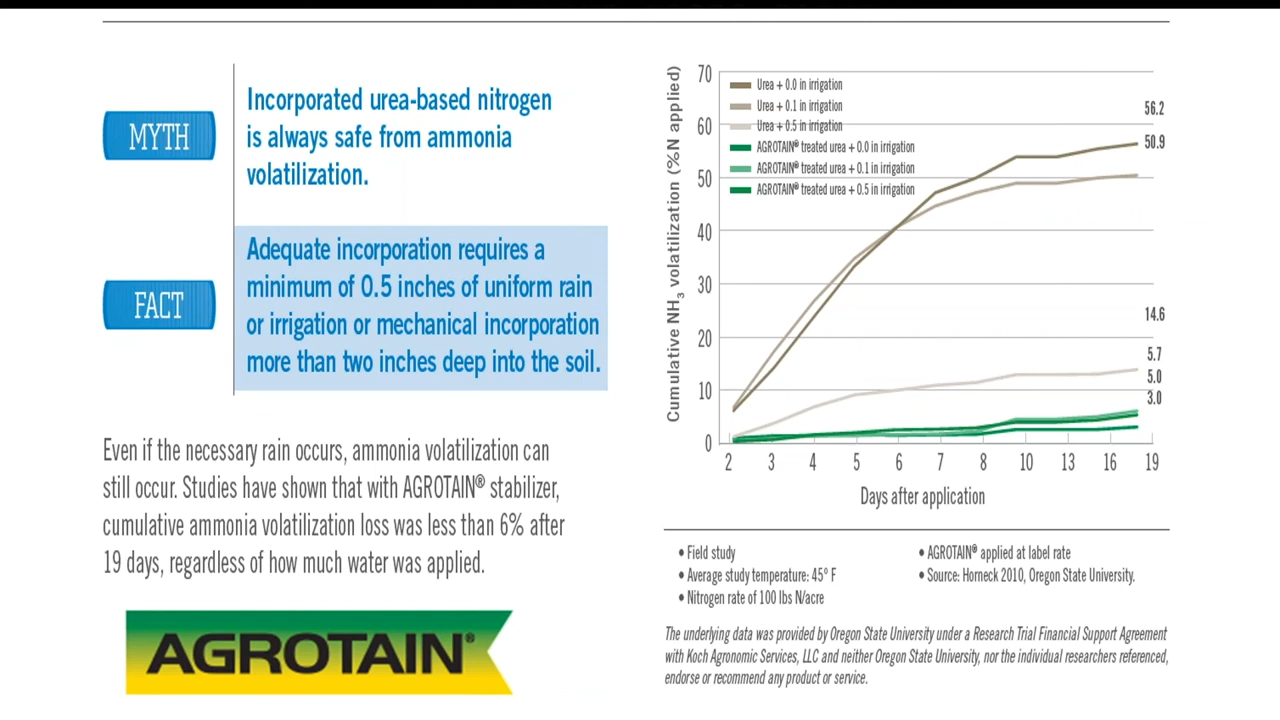 MYTH
Incorporated urea-based nitrogen
is always safe from ammonia
volatilization.
FACT
Adequate incorporation requires a
minimum of 0.5 inches of uniform rain
or irrigation or mechanical incorporation
more than two inches deep into the soil.
Even if the necessary rain occurs, ammonia volatilization can
still occur. Studies have shown that with AGROTAIN® stabilizer,
cumulative ammonia volatilization loss was less than 6% after
19 days, regardless of how much water was applied.
AGROTAIN®
Cumulative NH₃ volatilization (%N applied)
70
60
50
40
30
20
10
0
Urea + 0.0 in irrigation
Urea + 0.1 in irrigation
Urea + 0.5 in irrigation
AGROTAIN® treated urea + 0.0 in irrigation
AGROTAIN® treated urea + 0.1 in irrigation
AGROTAIN® treated urea + 0.5 in irrigation
56.2
50.9
14.6
5.7
5.0
3.0
2 3 4 5 6 7 8 10 13 16 19
Days after application
• Field study
• Average study temperature: 45° F
• Nitrogen rate of 100 lbs N/acre
• AGROTAIN® applied at label rate
• Source: Horneck 2010, Oregon State University.
The underlying data was provided by Oregon State University under a Research Trial Financial Support Agreement
with Koch Agronomic Services, LLC and neither Oregon State University, nor the individual researchers referenced,
endorse or recommend any product or service.